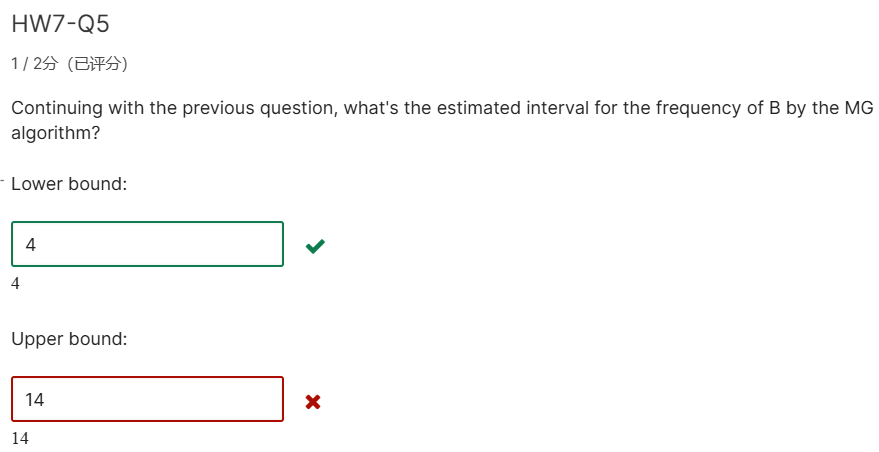 HW7-Q5
1 / 2分 (已评分)
Continuing with the previous question, what's the estimated interval for the frequency of B by the MG
algorithm?
Lower bound:
4
4
Upper bound:
14
14